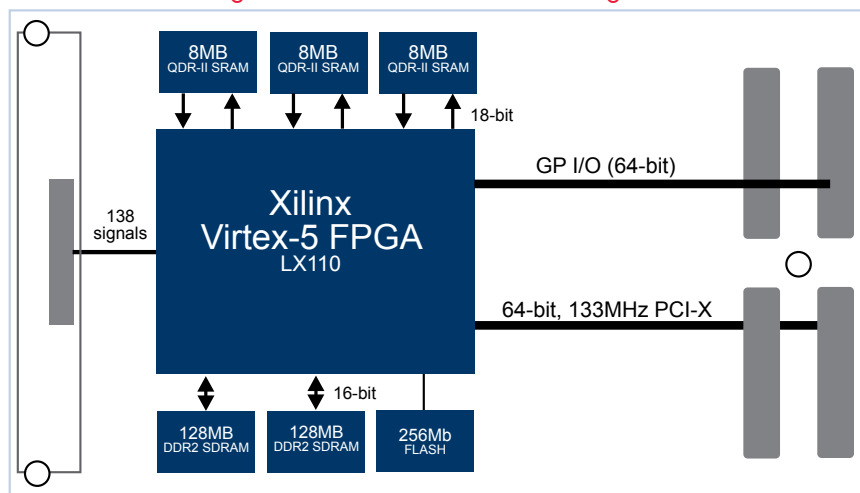 8MB
QDR-II SRAM
8MB
QDR-II SRAM
8MB
QDR-II SRAM
18-bit
GP I/O (64-bit)
Xilinx
Virtex-5 FPGA
LX110
138
signals
64-bit, 133MHz PCI-X
16-bit
128MB
DDR2 SDRAM
128MB
DDR2 SDRAM
256Mb
FLASH